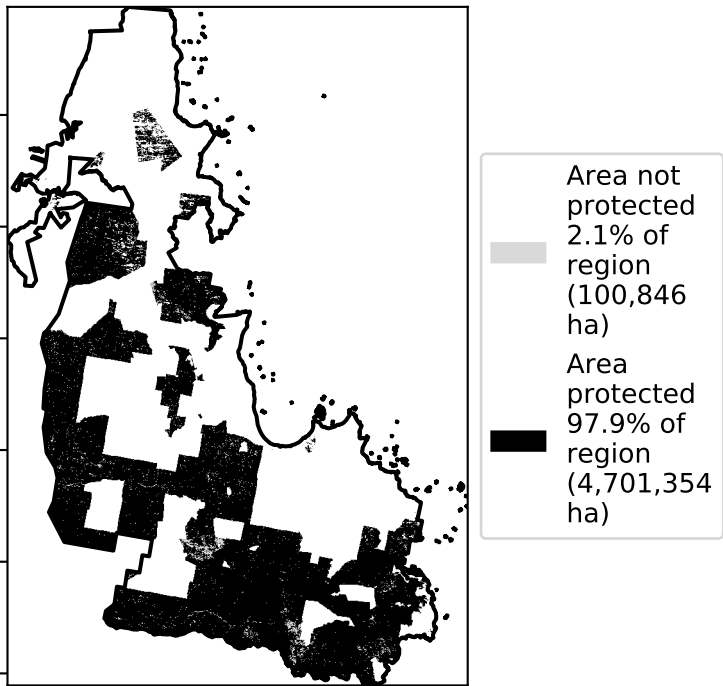 Area not
protected
2.1% of
region
(100,846
ha)
Area
protected
97.9% of
region
(4,701,354
ha)